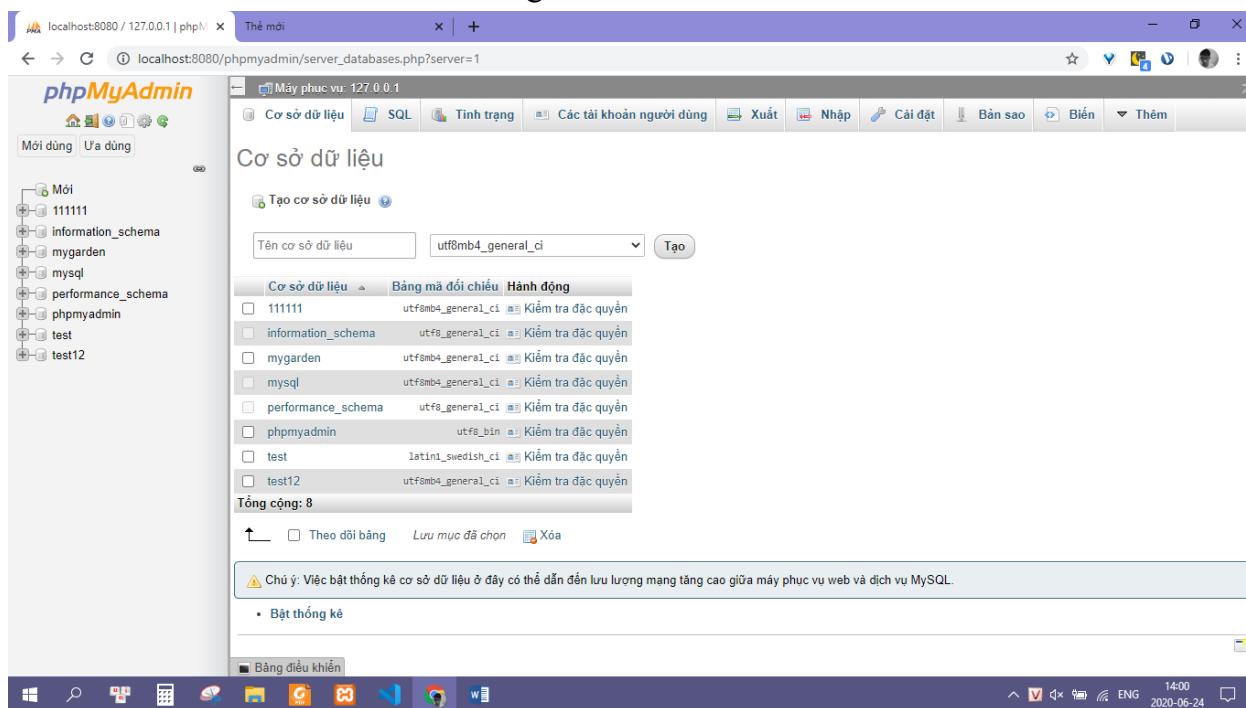 localhost:8080 / 127.0.0.1 | phpM
Thẻ mới
localhost:8080/phpmyadmin/server_databases.php?server=1
phpMyAdmin
Mới dùng Ưa dùng
Mới
111111
information_schema
mygarden
mysql
performance_schema
phpmyadmin
test
test12
Máy phục vụ: 127.0.0.1
Cơ sở dữ liệu SQL Tình trạng Các tài khoản người dùng Xuất Nhập Cài đặt Bản sao Biến Thêm
Cơ sở dữ liệu
Tạo cơ sở dữ liệu
Tên cơ sở dữ liệu utf8mb4_general_ci Tạo
Cơ sở dữ liệu Bảng mã đối chiếu Hành động
111111 utf8mb4_general_ci Kiểm tra đặc quyền
information_schema utf8_general_ci Kiểm tra đặc quyền
mygarden utf8mb4_general_ci Kiểm tra đặc quyền
mysql utf8mb4_general_ci Kiểm tra đặc quyền
performance_schema utf8_general_ci Kiểm tra đặc quyền
phpmyadmin utf8_bin Kiểm tra đặc quyền
test latin1_swedish_ci Kiểm tra đặc quyền
test12 utf8mb4_general_ci Kiểm tra đặc quyền
Tổng cộng: 8
Theo dõi bảng Lưu mục đã chọn Xóa
Chú ý: Việc bật thống kê cơ sở dữ liệu ở đây có thể dẫn đến lưu lượng mạng tăng cao giữa máy phục vụ web và dịch vụ MySQL.
Bật thống kê
Bảng điều khiển
ENG
14:00
2020-06-24